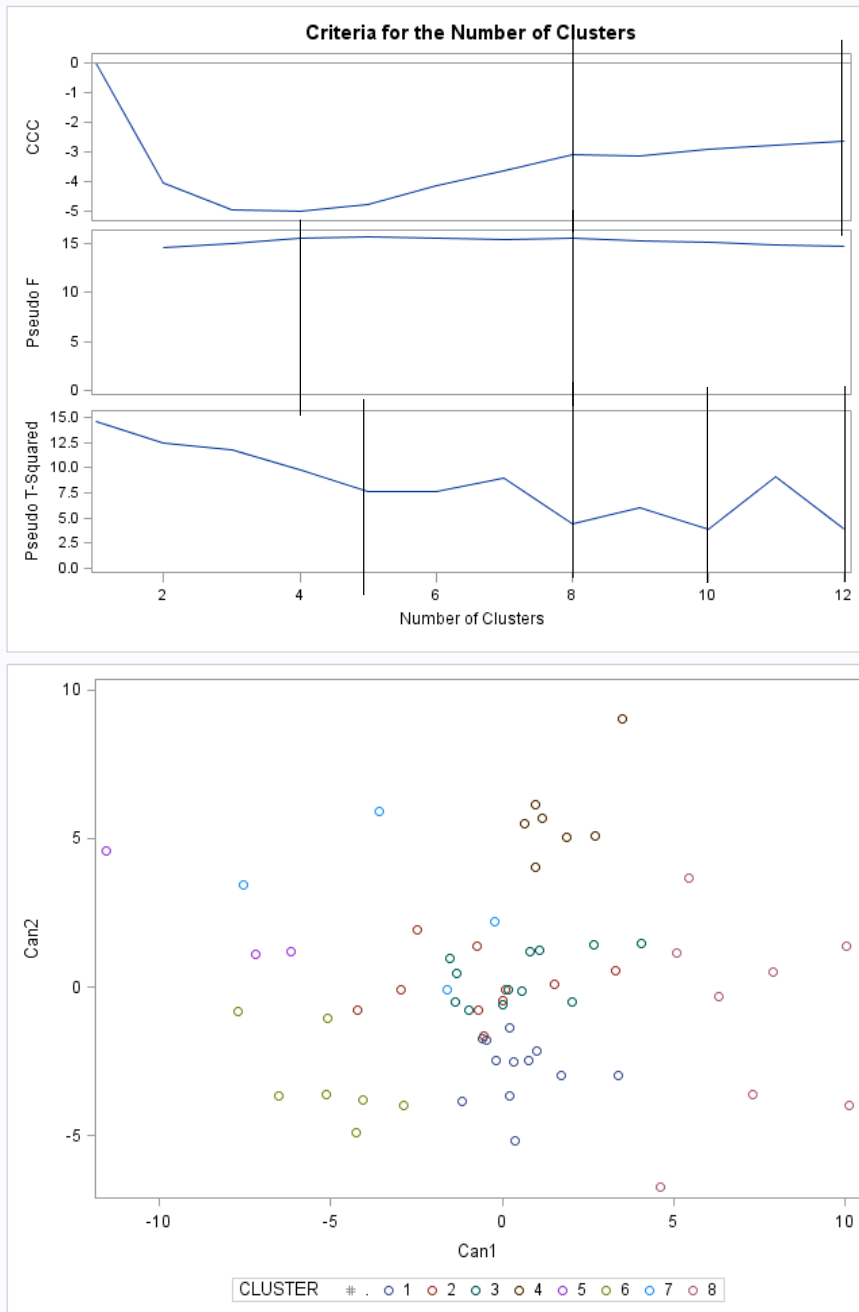 Criteria for the Number of Clusters
CCC
0
-1
-2
-3
-4
-5
Pseudo F
15
10
5
0
Pseudo T-Squared
15.0
12.5
10.0
7.5
5.0
2.5
0.0
2 4 6 8 10 12
Number of Clusters
Can2
10
5
0
-5
-10 -5 0 5 10
Can1
CLUSTER # . 1 2 3 4 5 6 7 8